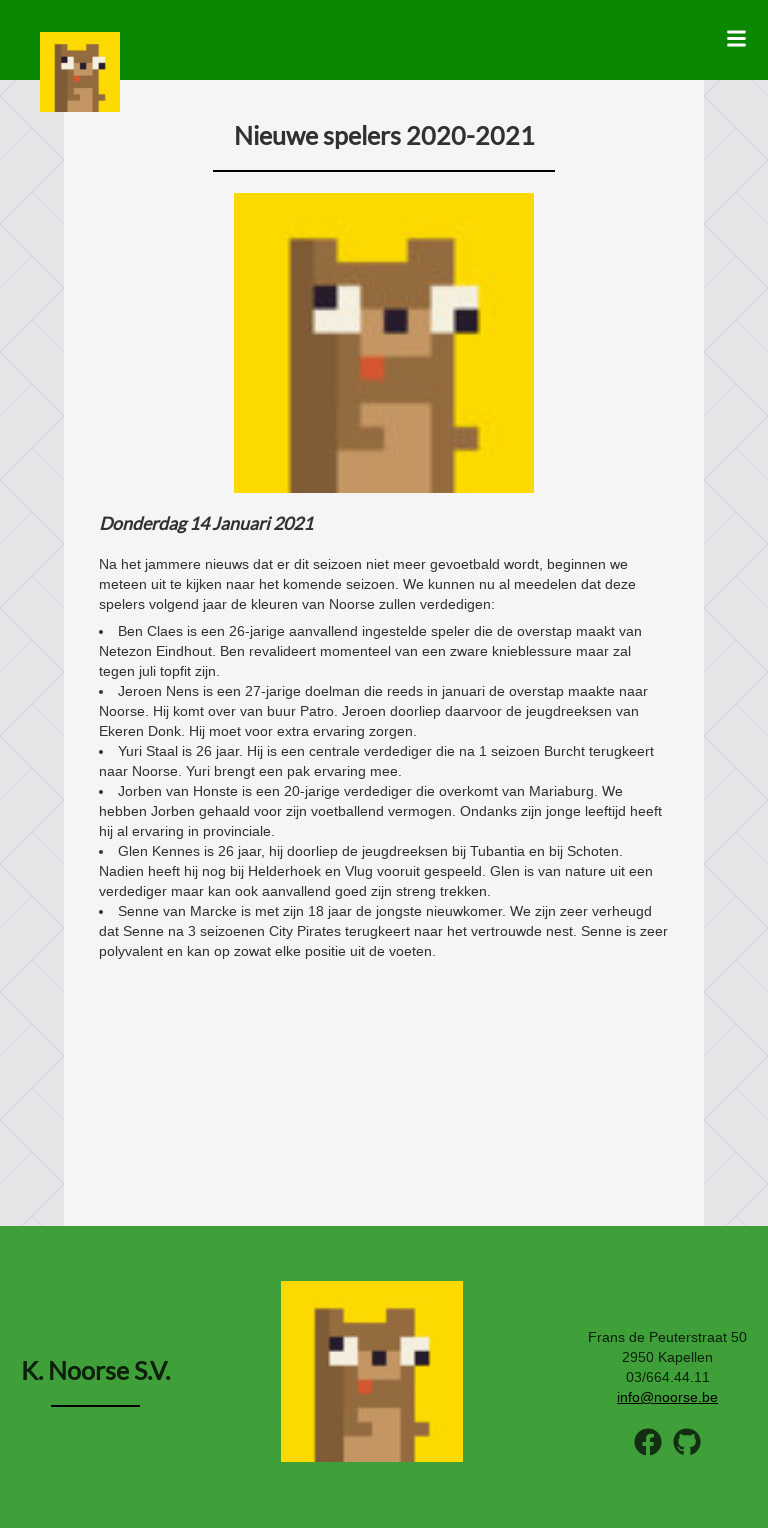 Nieuwe spelers 2020-2021
Donderdag 14 Januari 2021
Na het jammere nieuws dat er dit seizoen niet meer gevoetbald wordt, beginnen we
meteen uit te kijken naar het komende seizoen. We kunnen nu al meedelen dat deze
spelers volgend jaar de kleuren van Noorse zullen verdedigen:
• Ben Claes is een 26-jarige aanvallend ingestelde speler die de overstap maakt van
Netezon Eindhout. Ben revalideert momenteel van een zware knieblessure maar zal
tegen juli topfit zijn.
• Jeroen Nens is een 27-jarige doelman die reeds in januari de overstap maakte naar
Noorse. Hij komt over van buur Patro. Jeroen doorliep daarvoor de jeugdreeksen van
Ekeren Donk. Hij moet voor extra ervaring zorgen.
• Yuri Staal is 26 jaar. Hij is een centrale verdediger die na 1 seizoen Burcht terugkeert
naar Noorse. Yuri brengt een pak ervaring mee.
• Jorben van Honste is een 20-jarige verdediger die overkomt van Mariaburg. We
hebben Jorben gehaald voor zijn voetballend vermogen. Ondanks zijn jonge leeftijd heeft
hij al ervaring in provinciale.
• Glen Kennes is 26 jaar, hij doorliep de jeugdreeksen bij Tubantia en bij Schoten.
Nadien heeft hij nog bij Helderhoek en Vlug vooruit gespeeld. Glen is van nature uit een
verdediger maar kan ook aanvallend goed zijn streng trekken.
• Senne van Marcke is met zijn 18 jaar de jongste nieuwkomer. We zijn zeer verheugd
dat Senne na 3 seizoenen City Pirates terugkeert naar het vertrouwde nest. Senne is zeer
polyvalent en kan op zowat elke positie uit de voeten.
K. Noorse S.V.
Frans de Peuterstraat 50
2950 Kapellen
03/664.44.11
info@noorse.be